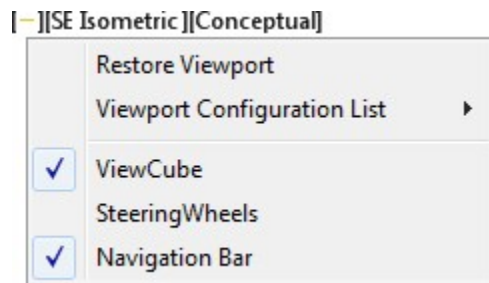 [−][SE Isometric][Conceptual]
Restore Viewport
Viewport Configuration List
ViewCube
SteeringWheels
Navigation Bar